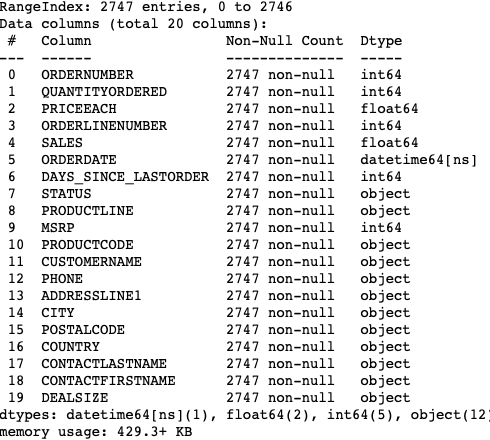 RangeIndex: 2747 entries, 0 to 2746
Data columns (total 20 columns):
 #   Column              Non-Null Count  Dtype
---  ------              --------------  -----
 0   ORDERNUMBER         2747 non-null   int64
 1   QUANTITYORDERED     2747 non-null   int64
 2   PRICEEACH           2747 non-null   float64
 3   ORDERLINENUMBER     2747 non-null   int64
 4   SALES               2747 non-null   float64
 5   ORDERDATE           2747 non-null   datetime64[ns]
 6   DAYS_SINCE_LASTORDER  2747 non-null   int64
 7   STATUS              2747 non-null   object
 8   PRODUCTLINE         2747 non-null   object
 9   MSRP                2747 non-null   int64
 10  PRODUCTCODE         2747 non-null   object
 11  CUSTOMERNAME        2747 non-null   object
 12  PHONE               2747 non-null   object
 13  ADDRESSLINE1        2747 non-null   object
 14  CITY                2747 non-null   object
 15  POSTALCODE          2747 non-null   object
 16  COUNTRY             2747 non-null   object
 17  CONTACTLASTNAME     2747 non-null   object
 18  CONTACTFIRSTNAME    2747 non-null   object
 19  DEALSIZE            2747 non-null   object
dtypes: datetime64[ns](1), float64(2), int64(5), object(12)
memory usage: 429.3+ KB